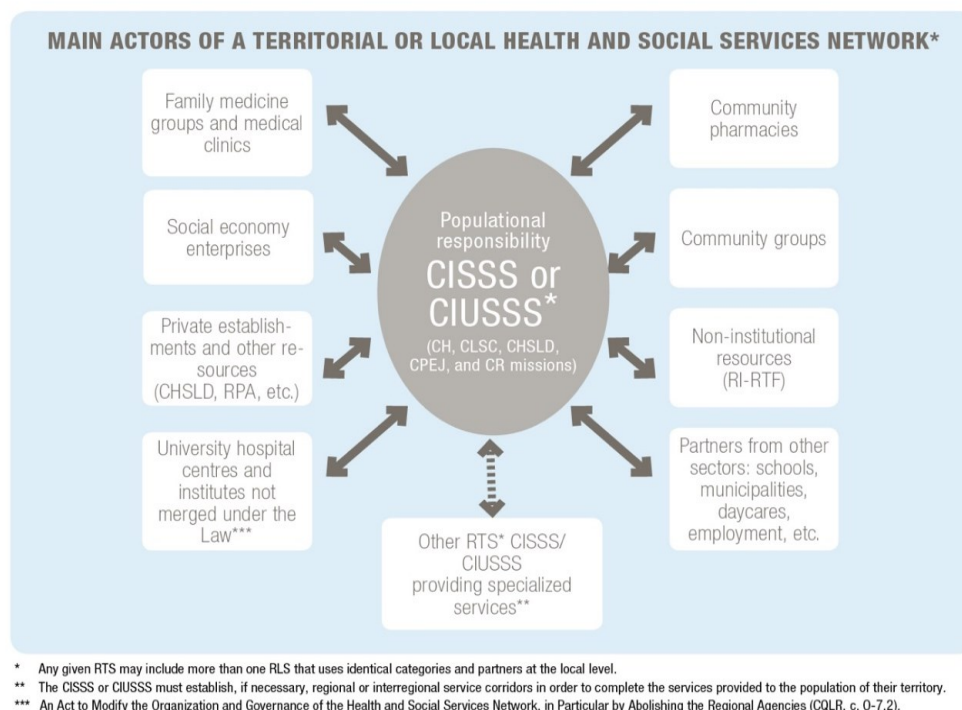 MAIN ACTORS OF A TERRITORIAL OR LOCAL HEALTH AND SOCIAL SERVICES NETWORK*
Family medicine
groups and medical
clinics
Social economy
enterprises
Private establish-
ments and other re-
sources
(CHSLD, RPA, etc.)
University hospital
centres and
institutes not
merged under the
Law***
Populational
responsibility
CISSS or
CIUSSS*
(CH, CLSC, CHSLD,
CPEJ, and CR missions)
Other RTS* CISSS/
CIUSSS
providing specialized
services**
Community
pharmacies
Community groups
Non-institutional
resources
(RI-RTF)
Partners from other
sectors: schools,
municipalities,
daycares,
employment, etc.
* Any given RTS may include more than one RLS that uses identical categories and partners at the local level.
** The CISSS or CIUSSS must establish, if necessary, regional or interregional service corridors in order to complete the services provided to the population of their territory.
*** An Act to Modify the Organization and Governance of the Health and Social Services Network, in Particular by Abolishing the Regional Agencies (CQLR, c. O-7.2).